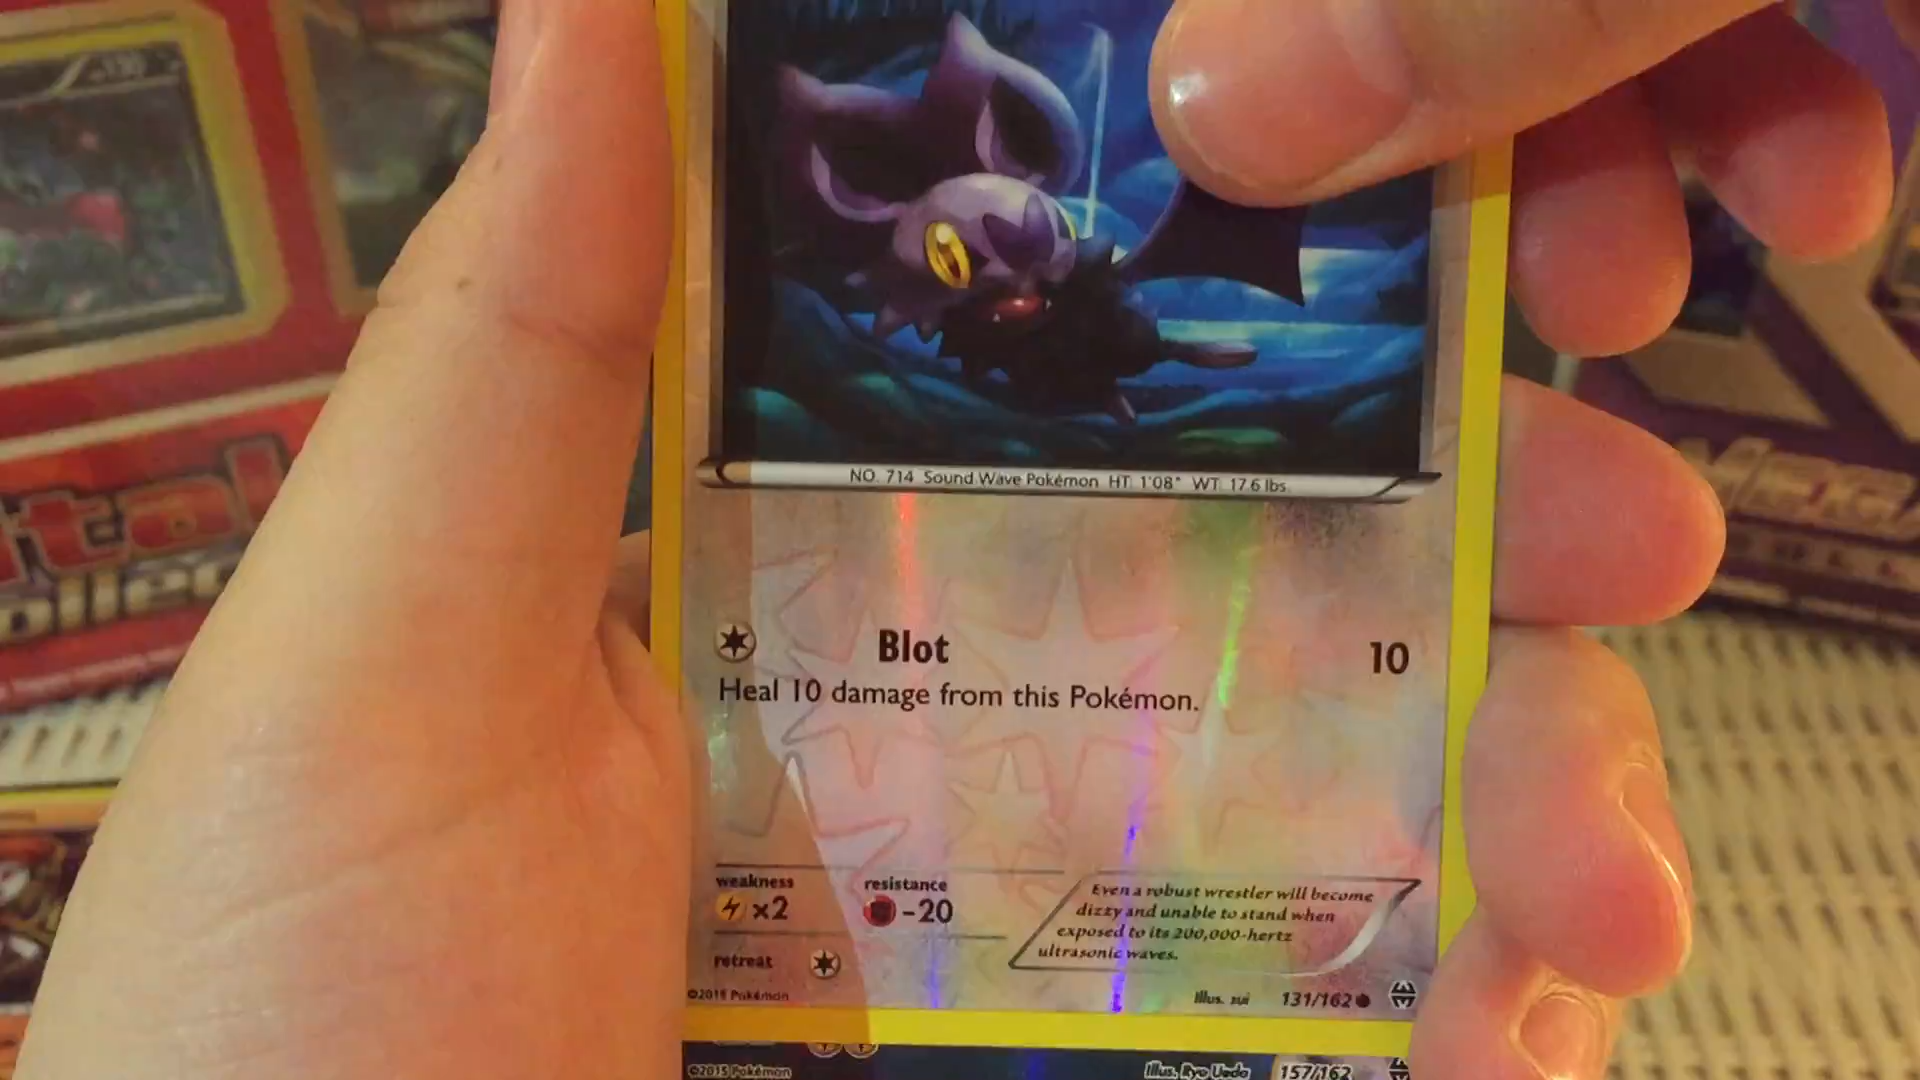 130
NO. 714 Sound Wave Pokémon HT: 1'08" WT: 17.6 lbs.
Blot 10
Heal 10 damage from this Pokémon.
weakness
×2
resistance
-20
retreat
Even a robust wrestler will become
dizzy and unable to stand when
exposed to its 200,000-hertz
ultrasonic waves.
©2015 Pokémon
Illus. sui 131/162
©2015 Pokémon
Illus. Ryo Ueda 157/162